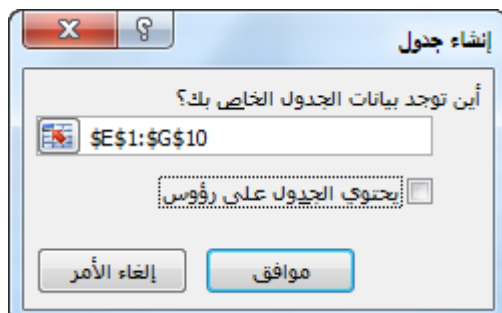 إنشاء جدول
أين توجد بيانات الجدول الخاص بك؟
$E$1:$G$10
يحتوي الجدول على رؤوس
موافق
إلغاء الأمر